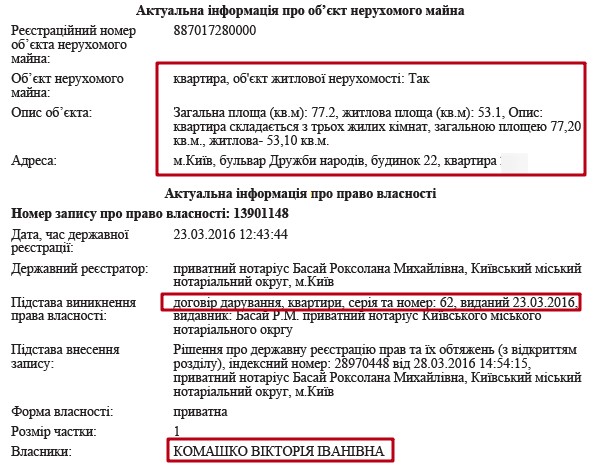 Актуальна інформація про об’єкт нерухомого майна
Реєстраційний номер 887017280000
об’єкта нерухомого
майна:
Об’єкт нерухомого квартира, об'єкт житлової нерухомості: Так
майна:
Опис об’єкта: Загальна площа (кв.м): 77.2, житлова площа (кв.м): 53.1, Опис:
квартира складається з трьох жилих кімнат, загальною площею 77,20
кв.м., житлова- 53,10 кв.м.
Адреса: м.Київ, бульвар Дружби народів, будинок 22, квартира
Актуальна інформація про право власності
Номер запису про право власності: 13901148
Дата, час державної 23.03.2016 12:43:44
реєстрації:
Державний реєстратор: приватний нотаріус Басай Роксолана Михайлівна, Київський міський
нотаріальний округ, м.Київ
Підстава виникнення договір дарування, квартири, серія та номер: 62, виданий 23.03.2016,
права власності: видавник: Басай Р.М. приватний нотаріус Київського міського
нотаріального окргу
Підстава внесення Рішення про державну реєстрацію прав та їх обтяжень (з відкриттям
запису: розділу), індексний номер: 28970448 від 28.03.2016 14:54:15,
приватний нотаріус Басай Роксолана Михайлівна, Київський міський
нотаріальний округ, м.Київ
Форма власності: приватна
Розмір частки: 1
Власники: КОМАШКО ВІКТОРІЯ ІВАНІВНА